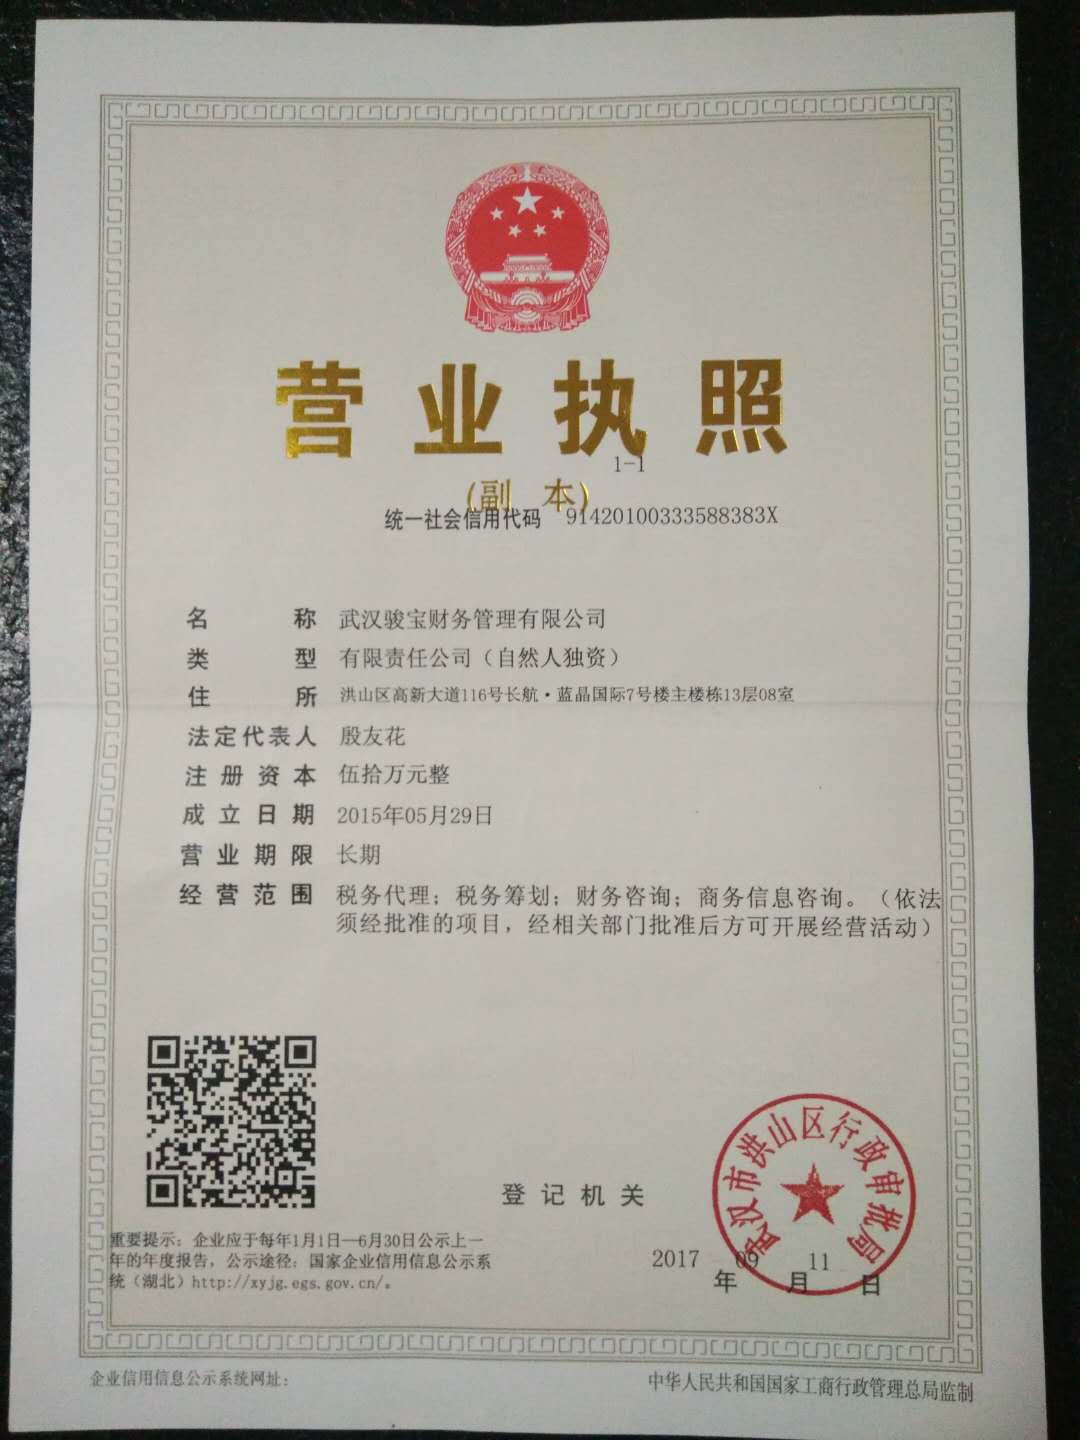 营业执照
1-1
(副 本)
统一社会信用代码 91420100333588383X
名称 武汉骏宝财务管理有限公司
类型 有限责任公司（自然人独资）
住所 洪山区高新大道116号长航·蓝晶国际7号楼主楼栋13层08室
法定代表人 殷友花
注册资本 伍拾万元整
成立日期 2015年05月29日
营业期限 长期
经营范围 税务代理；税务筹划；财务咨询；商务信息咨询。（依法
须经批准的项目，经相关部门批准后方可开展经营活动）
武汉市洪山区行政审批局
登记机关
重要提示：企业应于每年1月1日—6月30日公示上一
年的年度报告，公示途径：国家企业信用信息公示系
统（湖北）http://xyjg.egs.gov.cn/。
2017年09月11日
企业信用信息公示系统网址：
中华人民共和国国家工商行政管理总局监制